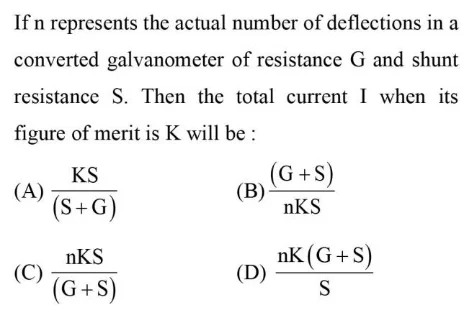 If n represents the actual number of deflections in a
converted galvanometer of resistance G and shunt
resistance S. Then the total current I when its
figure of merit is K will be :
(A) KS/(S+G) (B) (G+S)/nKS
(C) nKS/(G+S) (D) nK(G+S)/S